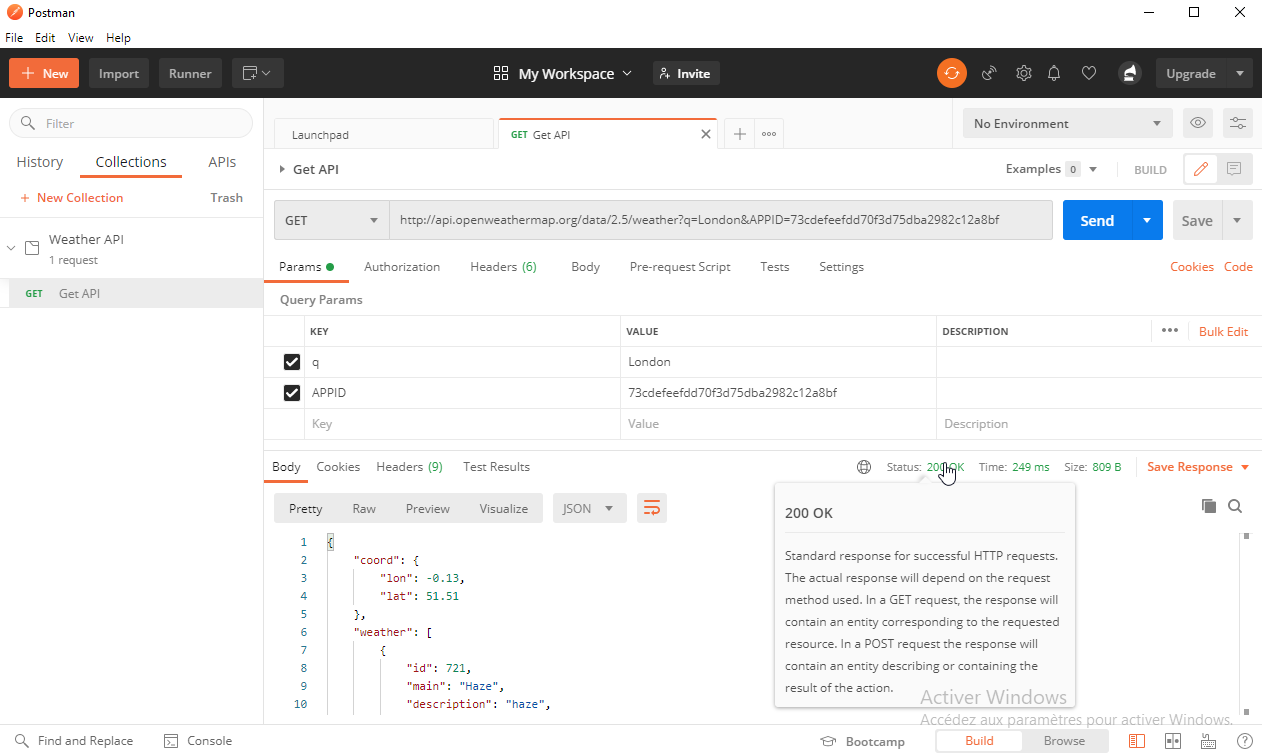 Postman
File Edit View Help
New Import Runner My Workspace Invite Upgrade
Filter
History Collections APIs
+ New Collection Trash
Weather API
1 request
GET Get API
Launchpad GET Get API No Environment
Get API Examples 0 BUILD
GET http://api.openweathermap.org/data/2.5/weather?q=London&APPID=73cdefeefdd70f3d75dba2982c12a8bf Send Save
Params Authorization Headers (6) Body Pre-request Script Tests Settings Cookies Code
Query Params
KEY VALUE DESCRIPTION Bulk Edit
q London
APPID 73cdefeefdd70f3d75dba2982c12a8bf
Key Value Description
Body Cookies Headers (9) Test Results Status: 200 OK Time: 249 ms Size: 809 B Save Response
Pretty Raw Preview Visualize JSON
200 OK
Standard response for successful HTTP requests.
The actual response will depend on the request
method used. In a GET request, the response will
contain an entity corresponding to the requested
resource. In a POST request the response will
contain an entity describing or containing the
result of the action.
1 {
2 "coord": {
3 "lon": -0.13,
4 "lat": 51.51
5 },
6 "weather": [
7 {
8 "id": 721,
9 "main": "Haze",
10 "description": "haze",
Activer Windows
Accédez aux paramètres pour activer Windows.
Find and Replace Console Bootcamp Build Browse